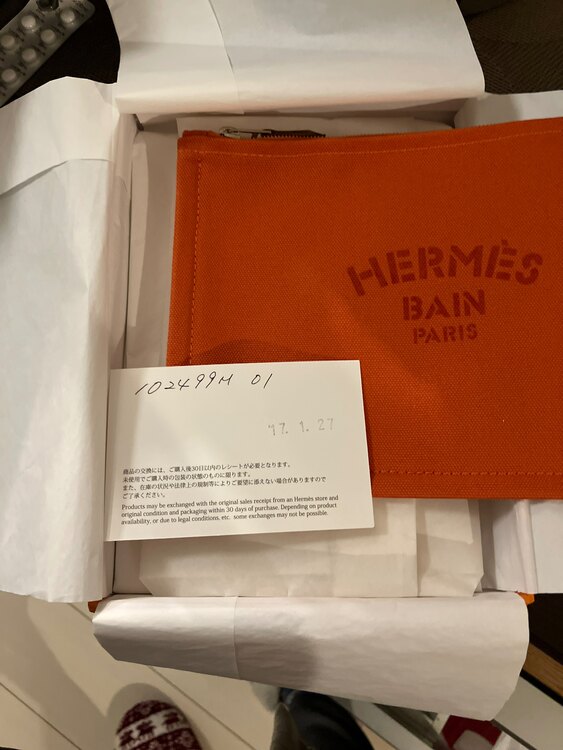 HERMÈS
BAIN
PARIS
102499M 01
'17. 1. 27
商品の交換には、ご購入後30日以内のレシートが必要となります。
未使用でご購入時の包装の状態のものに限ります。
また、在庫の状況や法律上の規制等によりご要望に添えない場合がありますので
ご了承ください。
Products may be exchanged with the original sales receipt from an Hermès store and
original condition and packaging within 30 days of purchase. Depending on product
availability, or due to legal conditions, etc. some exchanges may not be possible.